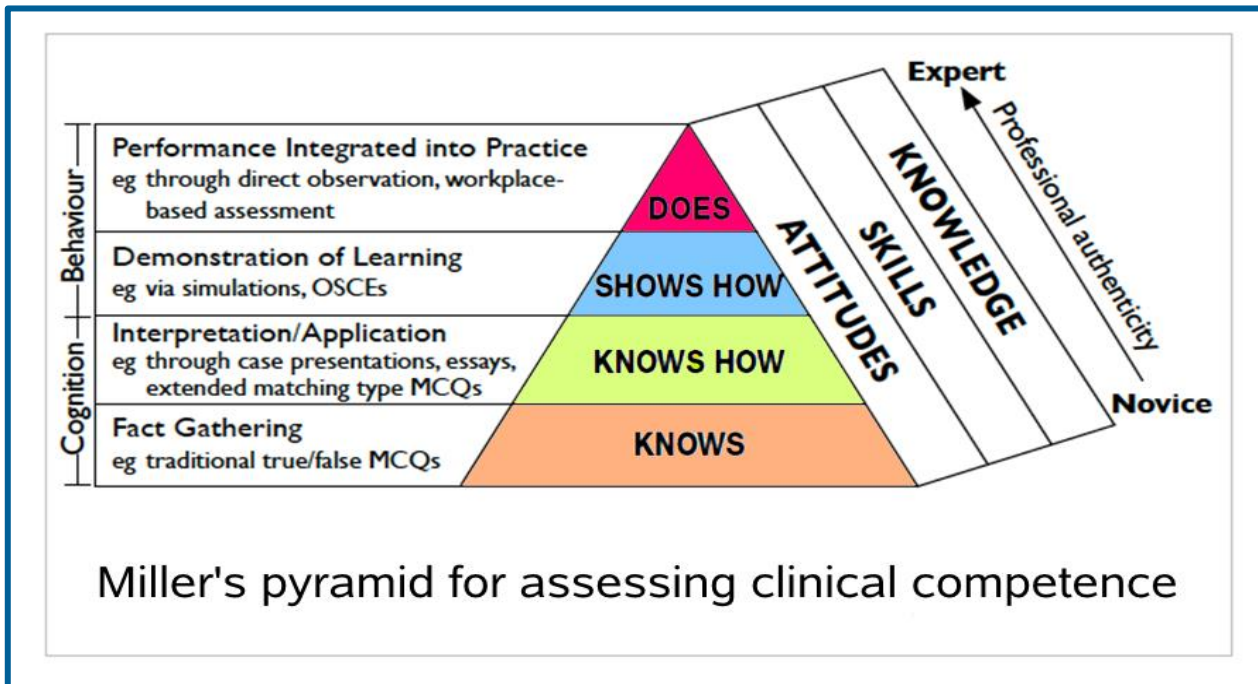 Behaviour
Cognition
Performance Integrated into Practice
eg through direct observation, workplace-
based assessment
Demonstration of Learning
eg via simulations, OSCEs
Interpretation/Application
eg through case presentations, essays,
extended matching type MCQs
Fact Gathering
eg traditional true/false MCQs
DOES
SHOWS HOW
KNOWS HOW
KNOWS
ATTITUDES
SKILLS
KNOWLEDGE
Expert
Professional authenticity
Novice
Miller's pyramid for assessing clinical competence